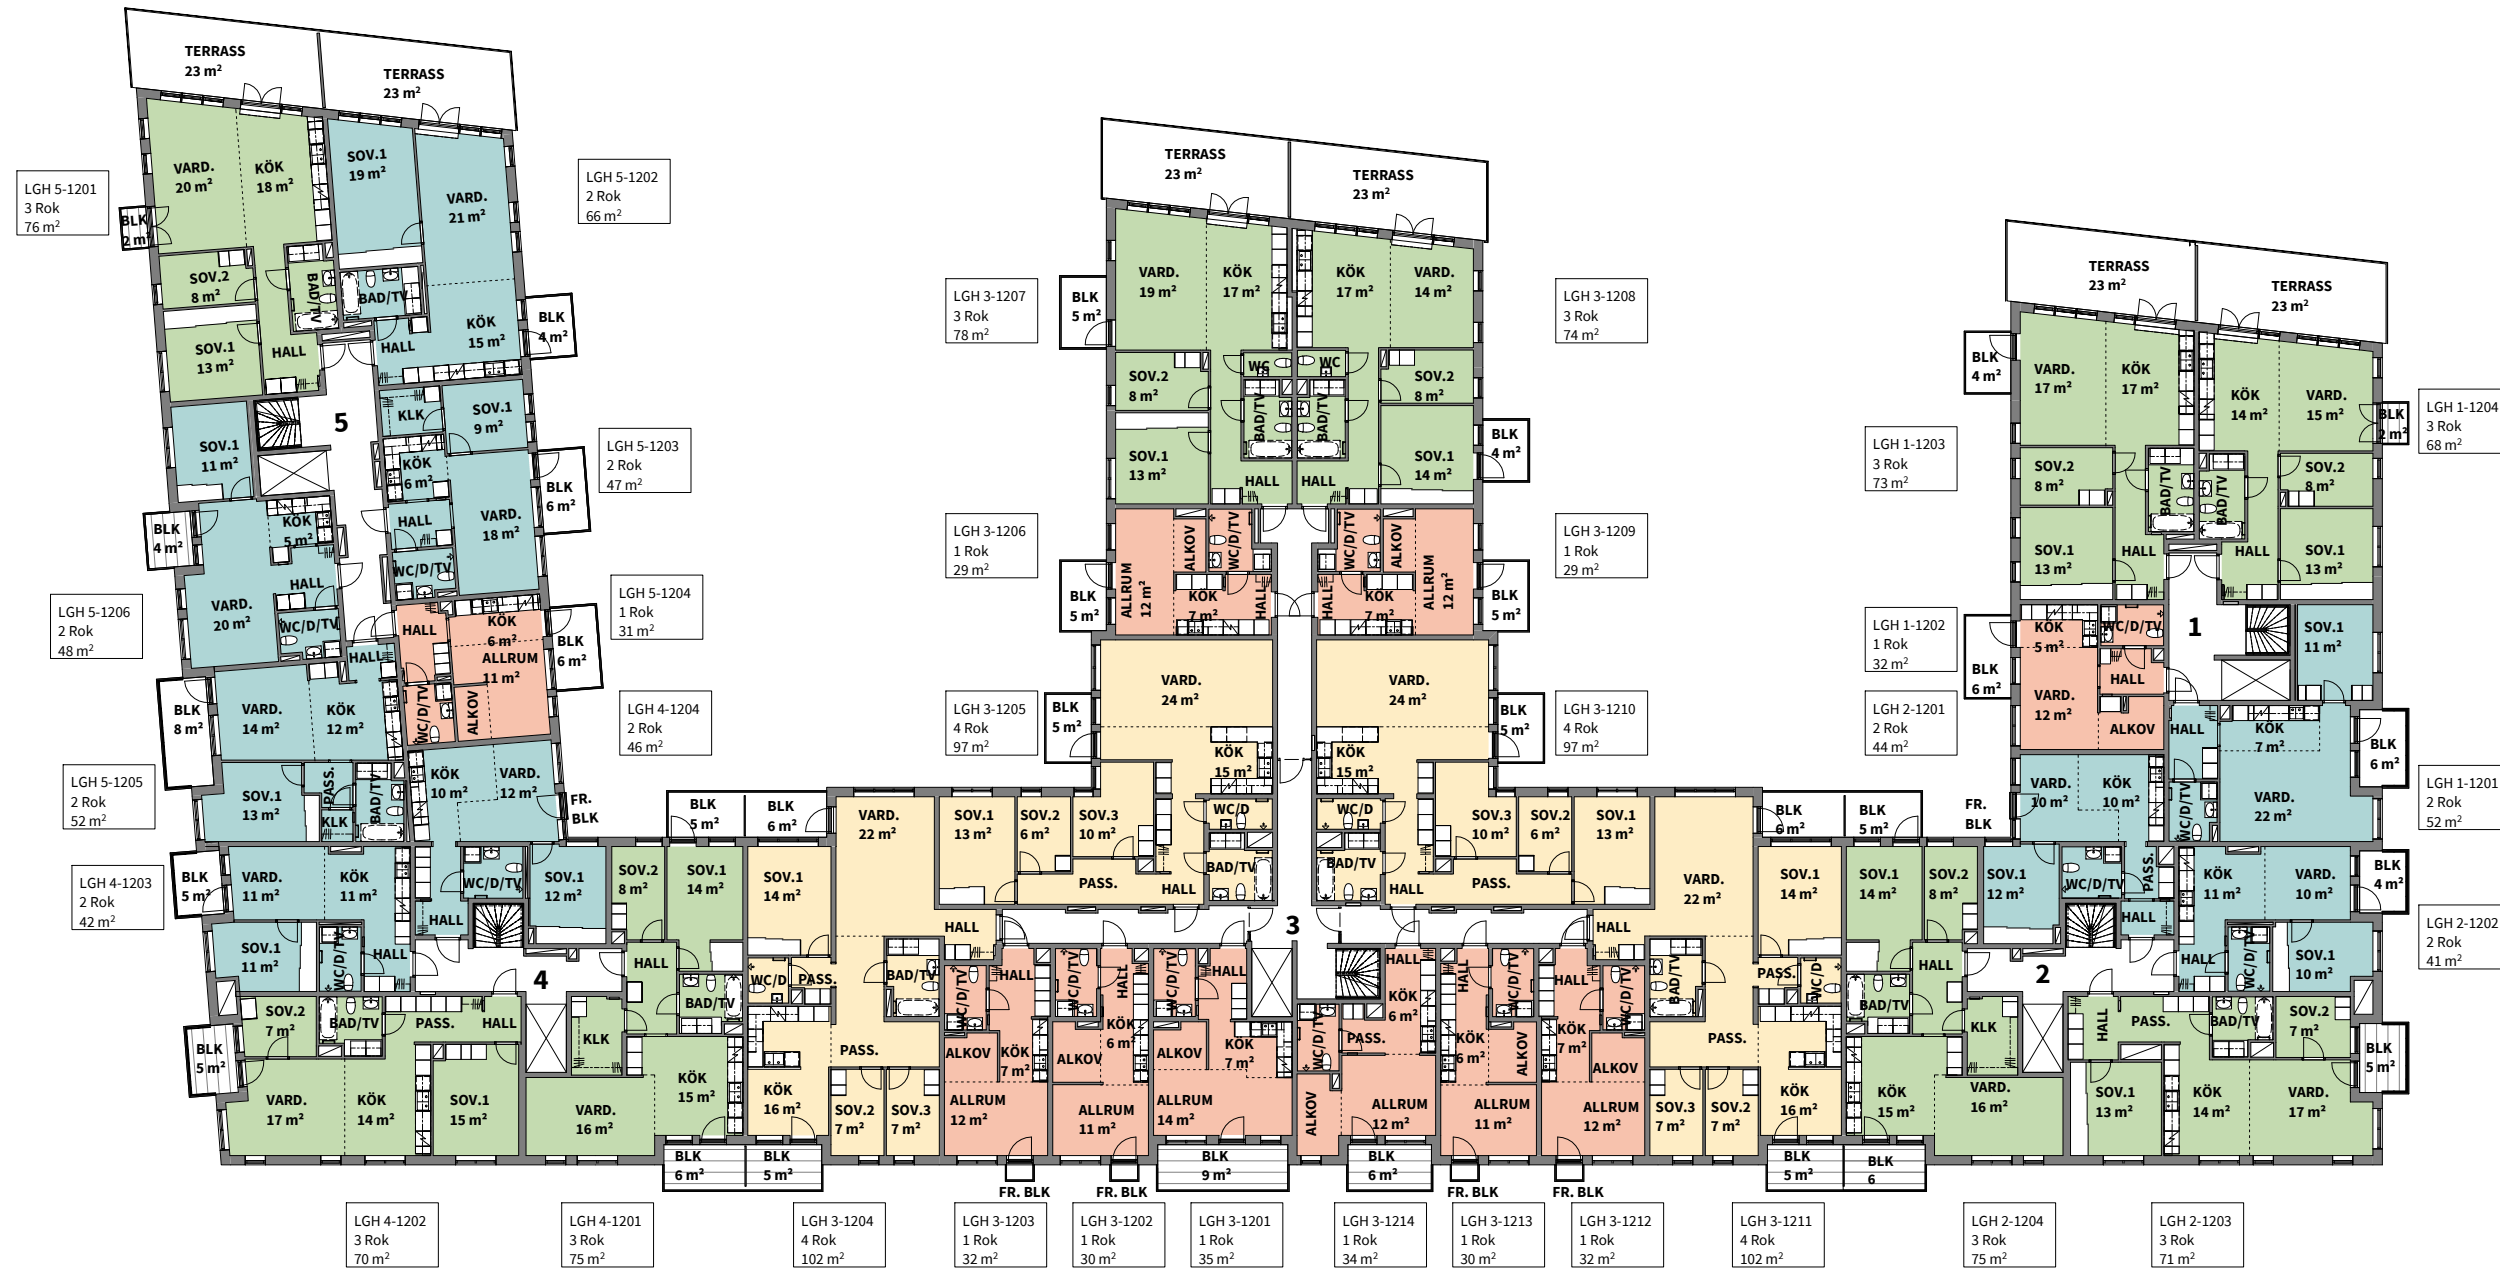 TERRASS
23 m²
TERRASS
23 m²
LGH 5-1201
3 Rok
76 m²
VARD.
20 m²
KÖK
18 m²
SOV.1
19 m²
VARD.
21 m²
LGH 5-1202
2 Rok
66 m²
BLK
2 m²
SOV.2
8 m²
BAD/TV
BAD/TV
SOV.1
13 m²
HALL
HALL
KÖK
15 m²
BLK
4 m²
5
KLK
SOV.1
9 m²
SOV.1
11 m²
KÖK
6 m²
LGH 5-1203
2 Rok
47 m²
BLK
6 m²
BLK
4 m²
KÖK
5 m²
HALL
VARD.
18 m²
WC/D/TV
HALL
VARD.
20 m²
WC/D/TV
LGH 5-1206
2 Rok
48 m²
LGH 5-1204
1 Rok
31 m²
HALL
KÖK
6 m²
ALLRUM
11 m²
BLK
6 m²
HALL
WC/D/TV
ALKOV
BLK
8 m²
VARD.
14 m²
KÖK
12 m²
LGH 4-1204
2 Rok
46 m²
LGH 5-1205
2 Rok
52 m²
SOV.1
13 m²
PASS.
KLK
BAD/TV
KÖK
10 m²
VARD.
12 m²
FR.
BLK
LGH 4-1203
2 Rok
42 m²
BLK
5 m²
VARD.
11 m²
KÖK
11 m²
WC/D/TV
SOV.1
12 m²
HALL
SOV.1
11 m²
WC/D/TV
HALL
4
SOV.2
8 m²
SOV.1
14 m²
HALL
BAD/TV
KLK
SOV.2
7 m²
BAD/TV
PASS.
HALL
BLK
5 m²
VARD.
17 m²
KÖK
14 m²
SOV.1
15 m²
VARD.
16 m²
KÖK
15 m²
BLK
6 m²
BLK
5 m²
BLK
5 m²
BLK
6 m²
VARD.
22 m²
SOV.1
14 m²
WC/D
PASS.
BAD/TV
HALL
PASS.
KÖK
16 m²
SOV.2
7 m²
SOV.3
7 m²
TERRASS
23 m²
TERRASS
23 m²
LGH 3-1207
3 Rok
78 m²
BLK
5 m²
VARD.
19 m²
KÖK
17 m²
KÖK
17 m²
VARD.
14 m²
LGH 3-1208
3 Rok
74 m²
SOV.2
8 m²
WC
WC
SOV.2
8 m²
BAD/TV
BAD/TV
SOV.1
13 m²
HALL
HALL
SOV.1
14 m²
BLK
4 m²
LGH 3-1206
1 Rok
29 m²
BLK
5 m²
ALLRUM
12 m²
ALKOV
WC/D/TV
KÖK
7 m²
HALL
HALL
WC/D/TV
ALKOV
ALLRUM
12 m²
KÖK
7 m²
BLK
5 m²
LGH 3-1209
1 Rok
29 m²
LGH 3-1205
4 Rok
97 m²
BLK
5 m²
VARD.
24 m²
KÖK
15 m²
VARD.
24 m²
KÖK
15 m²
BLK
5 m²
LGH 3-1210
4 Rok
97 m²
SOV.1
13 m²
SOV.2
6 m²
SOV.3
10 m²
WC/D
BAD/TV
PASS.
HALL
WC/D
BAD/TV
HALL
PASS.
SOV.3
10 m²
SOV.2
6 m²
SOV.1
13 m²
3
WC/D/TV
HALL
ALKOV
KÖK
7 m²
ALLRUM
12 m²
FR. BLK
WC/D/TV
HALL
ALKOV
KÖK
6 m²
ALLRUM
11 m²
FR. BLK
WC/D/TV
HALL
ALKOV
KÖK
7 m²
ALLRUM
14 m²
BLK
9 m²
HALL
KÖK
6 m²
WC/D/TV
PASS.
ALKOV
ALLRUM
12 m²
BLK
6 m²
HALL
WC/D/TV
KÖK
6 m²
ALKOV
ALLRUM
11 m²
FR. BLK
HALL
WC/D/TV
KÖK
7 m²
ALKOV
ALLRUM
12 m²
FR. BLK
VARD.
22 m²
HALL
BAD/TV
PASS.
SOV.1
14 m²
PASS.
WC/D
SOV.3
7 m²
SOV.2
7 m²
KÖK
16 m²
BLK
6 m²
BLK
5 m²
BLK
5 m²
BLK
6
TERRASS
23 m²
TERRASS
23 m²
BLK
4 m²
VARD.
17 m²
KÖK
17 m²
KÖK
14 m²
VARD.
15 m²
BLK
2 m²
LGH 1-1204
3 Rok
68 m²
LGH 1-1203
3 Rok
73 m²
SOV.2
8 m²
BAD/TV
BAD/TV
SOV.2
8 m²
SOV.1
13 m²
HALL
HALL
SOV.1
13 m²
LGH 1-1202
1 Rok
32 m²
BLK
6 m²
KÖK
5 m²
WC/D/TV
HALL
VARD.
12 m²
ALKOV
1
SOV.1
11 m²
HALL
KÖK
7 m²
WC/D/TV
VARD.
22 m²
BLK
6 m²
LGH 1-1201
2 Rok
52 m²
LGH 2-1201
2 Rok
44 m²
VARD.
10 m²
KÖK
10 m²
FR.
BLK
SOV.1
12 m²
WC/D/TV
PASS.
HALL
KÖK
11 m²
VARD.
10 m²
BLK
4 m²
LGH 2-1202
2 Rok
41 m²
HALL
WC/D/TV
SOV.1
10 m²
2
SOV.1
14 m²
SOV.2
8 m²
HALL
BAD/TV
KLK
KÖK
15 m²
VARD.
16 m²
HALL
PASS.
BAD/TV
SOV.2
7 m²
SOV.1
13 m²
KÖK
14 m²
VARD.
17 m²
BLK
5 m²
LGH 4-1202
3 Rok
70 m²
LGH 4-1201
3 Rok
75 m²
LGH 3-1204
4 Rok
102 m²
LGH 3-1203
1 Rok
32 m²
LGH 3-1202
1 Rok
30 m²
LGH 3-1201
1 Rok
35 m²
LGH 3-1214
1 Rok
34 m²
LGH 3-1213
1 Rok
30 m²
LGH 3-1212
1 Rok
32 m²
LGH 3-1211
4 Rok
102 m²
LGH 2-1204
3 Rok
75 m²
LGH 2-1203
3 Rok
71 m²